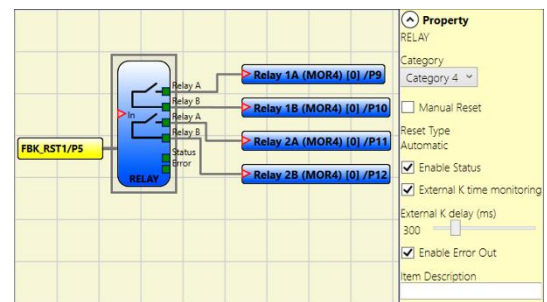 Relay A
Relay B
Relay A
Relay B
In
Status
Error
RELAY
FBK_RST1/P5
Relay 1A (MOR4) [0] /P9
Relay 1B (MOR4) [0] /P10
Relay 2A (MOR4) [0] /P11
Relay 2B (MOR4) [0] /P12
Property
RELAY
Category
Category 4
Manual Reset
Reset Type
Automatic
Enable Status
External K time monitoring
External K delay (ms)
300
Enable Error Out
Item Description